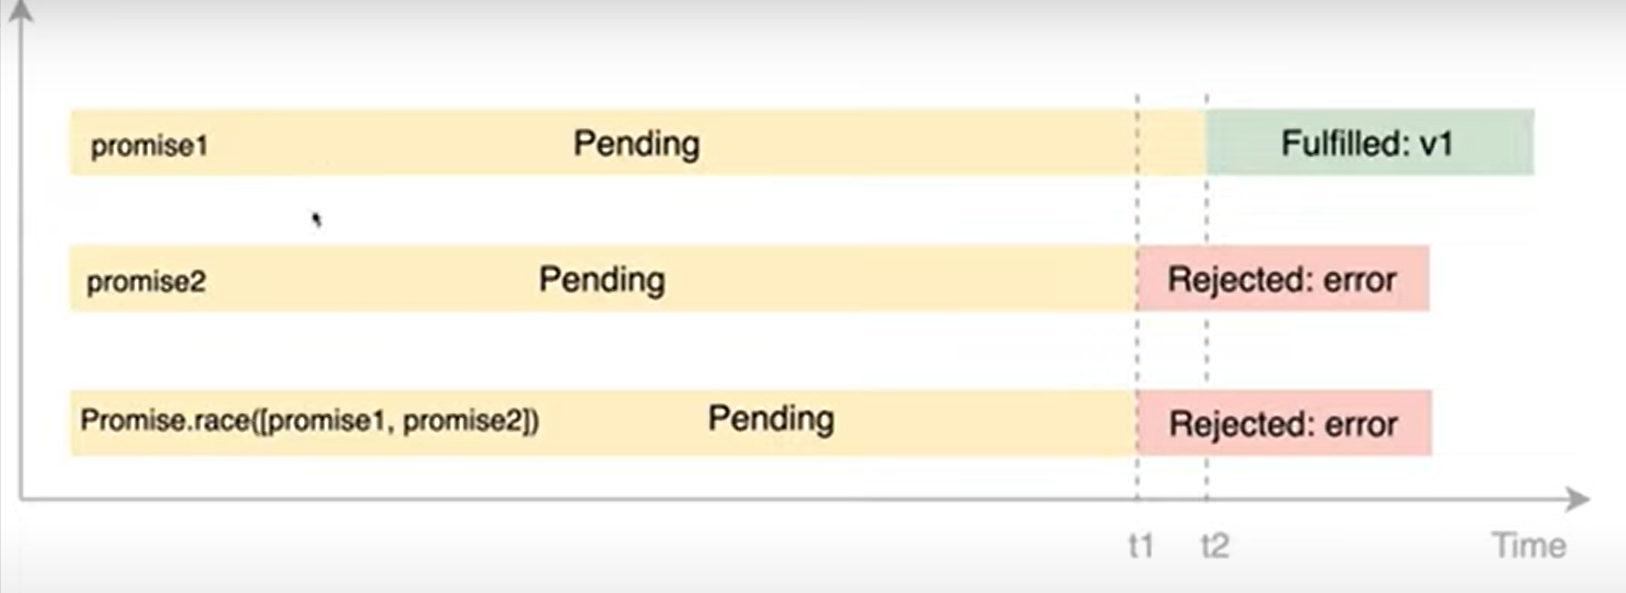 promise1 Pending Fulfilled: v1
promise2 Pending Rejected: error
Promise.race([promise1, promise2]) Pending Rejected: error
t1 t2 Time